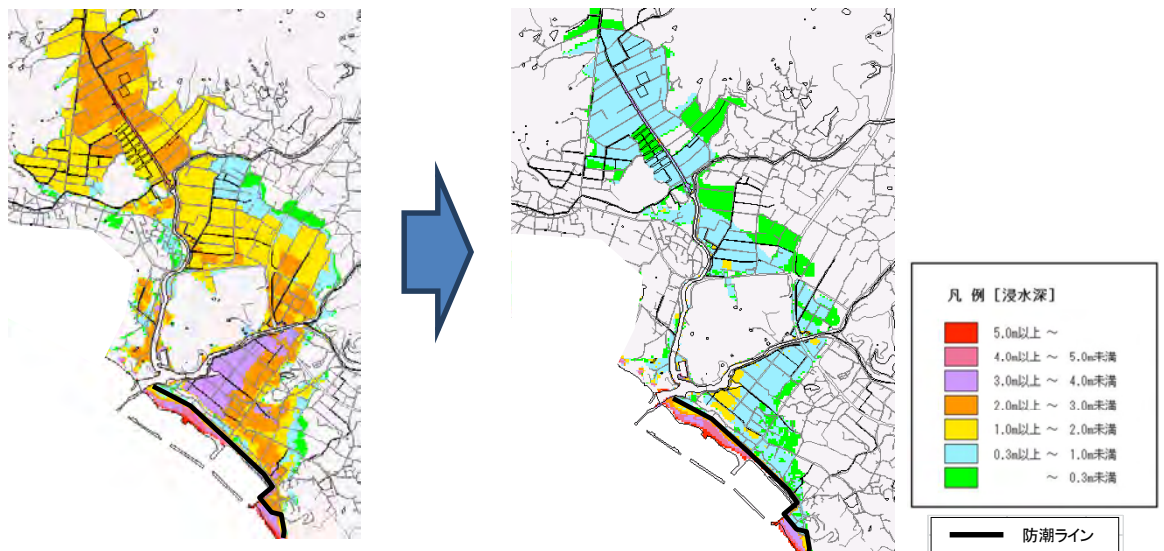 凡 例 [浸水深]
5.0m以上 ～
4.0m以上 ～ 5.0m未満
3.0m以上 ～ 4.0m未満
2.0m以上 ～ 3.0m未満
1.0m以上 ～ 2.0m未満
0.3m以上 ～ 1.0m未満
～ 0.3m未満
防潮ライン